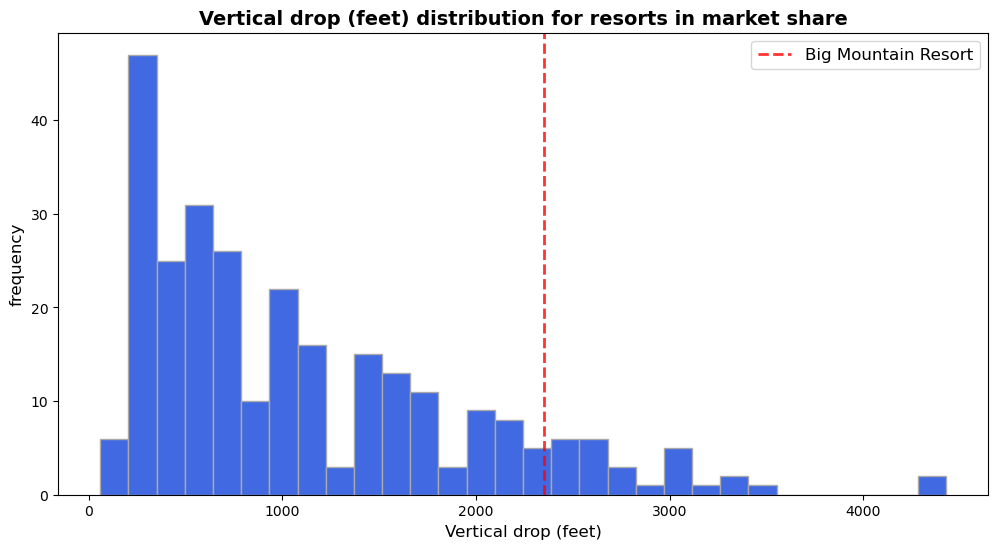 Vertical drop (feet) distribution for resorts in market share
Big Mountain Resort
frequency
40
30
20
10
0
0 1000 2000 3000 4000
Vertical drop (feet)